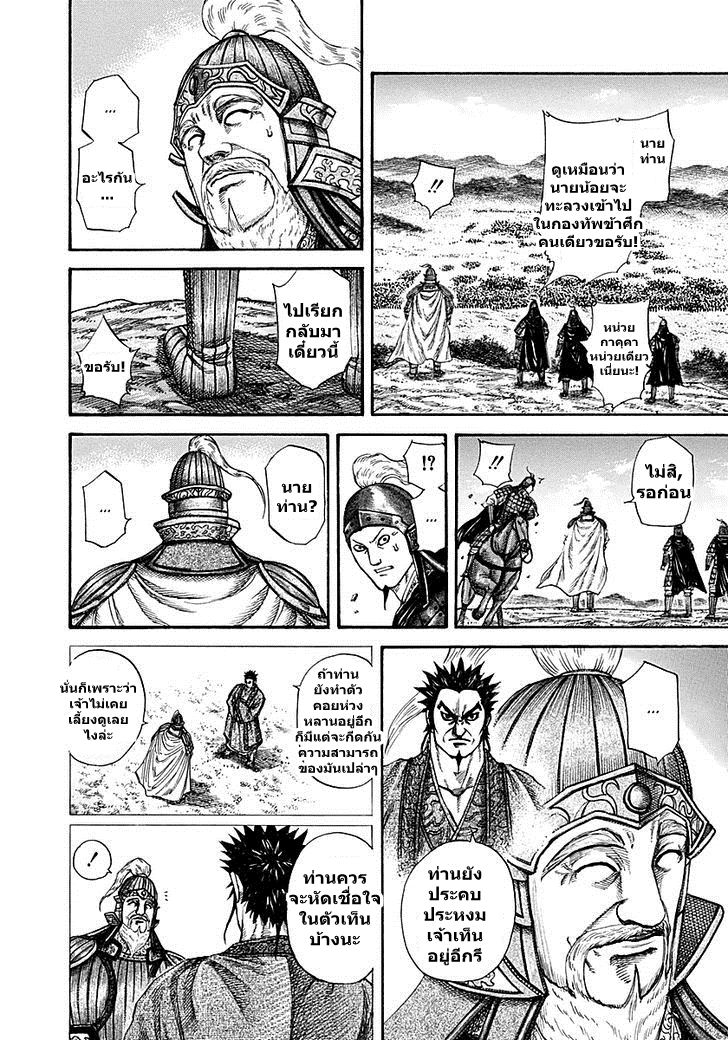 นาย
ท่าน
ดูเหมือนว่า
นายน้อยจะ
ทะลวงเข้าไป
ในกองทัพข้าศึก
คนเดียวขอรับ!
!!
หน่วย
กาคุคา
หน่วยเดียว
เนี่ยนะ!
...
อะไรกัน
...
ไปเรียก
กลับมา
เดี๋ยวนี้
ขอรับ!
ไม่สิ,
รอก่อน
!!
!?
...
นาย
ท่าน?
...
...
ท่านยัง
ประคบ
ประหงม
เจ้าเท็น
อยู่อีกรึ
ถ้าท่าน
ยังทำตัว
คอยห่วง
หลานอยู่อีก
ก็มีแต่จะกีดกัน
ความสามารถ
ของมันเปล่าๆ
นั่นก็เพราะว่า
เจ้าไม่เคย
เลี้ยงดูเลย
ไงล่ะ
ท่านควร
จะหัดเชื่อใจ
ในตัวเท็น
บ้างนะ
!